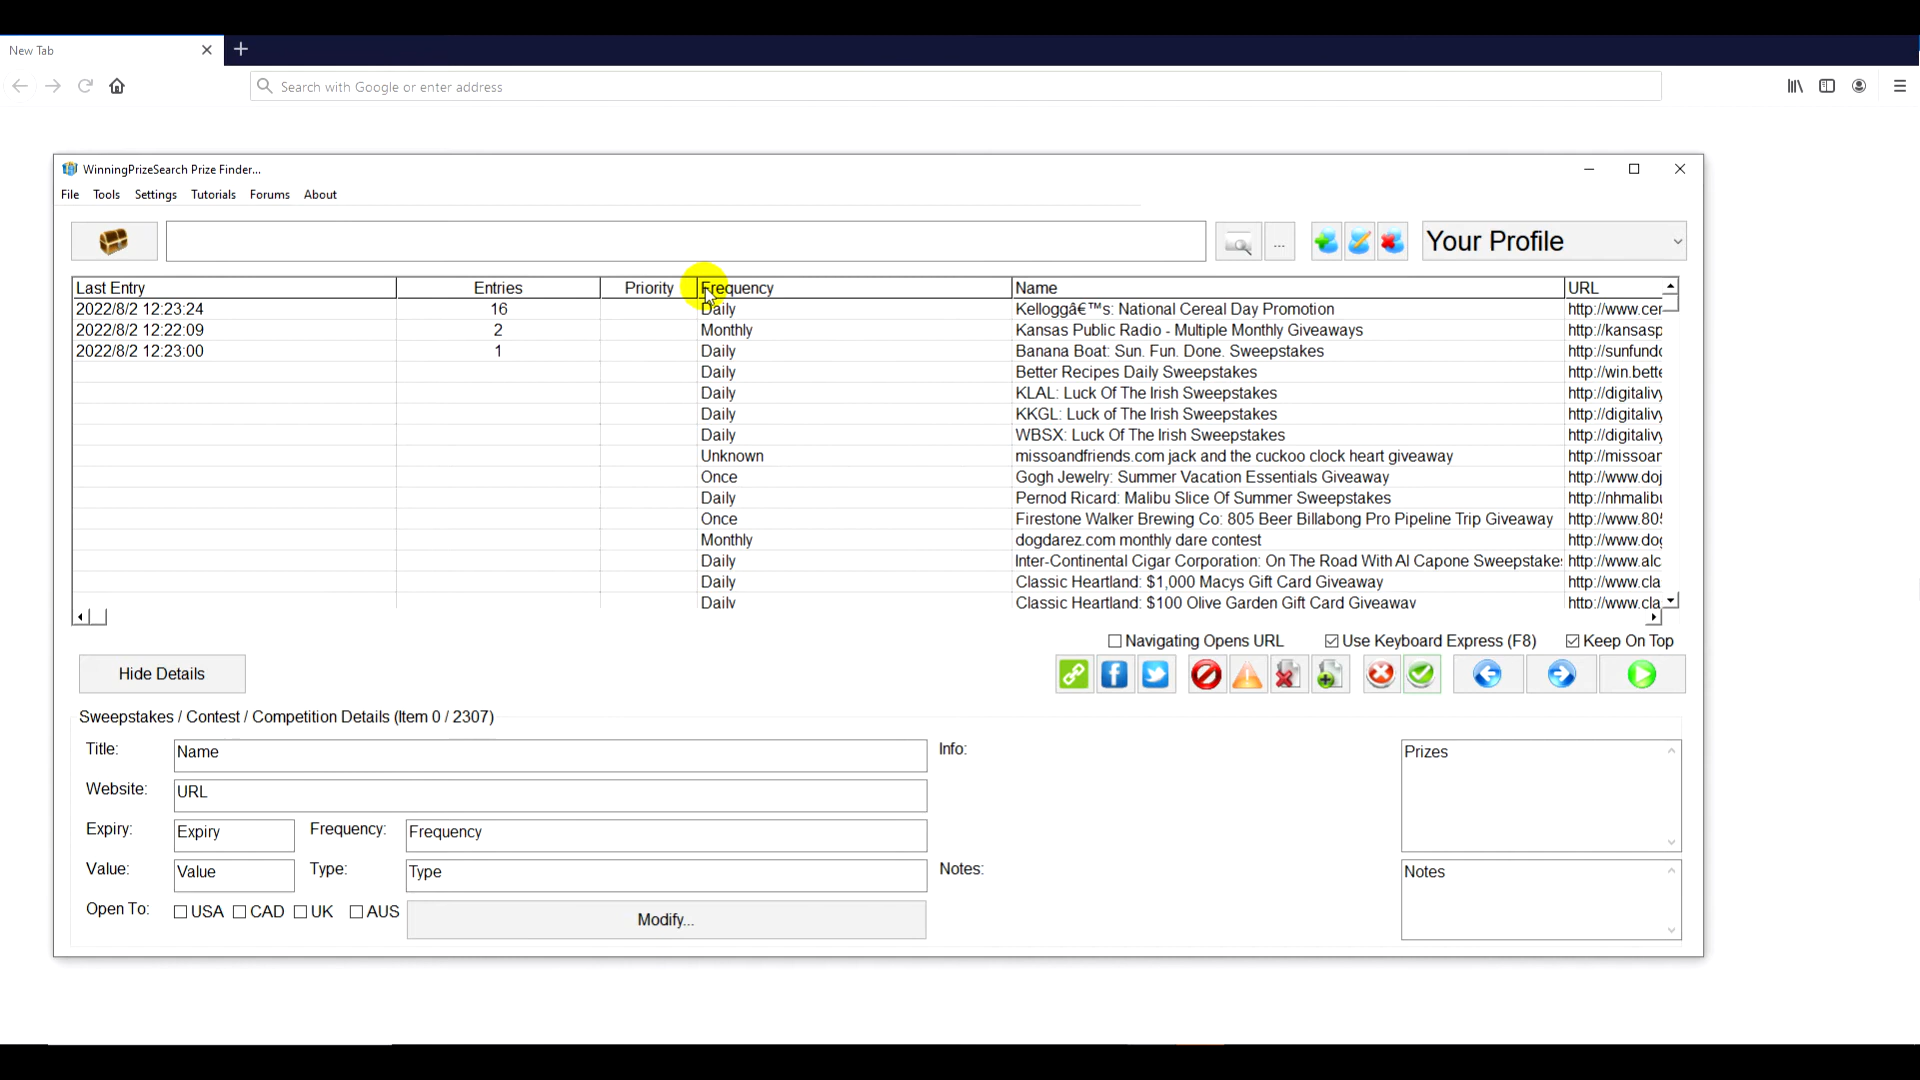 New Tab
Search with Google or enter address
WinningPrizeSearch Prize Finder...
File Tools Settings Tutorials Forums About
... Your Profile
Last Entry Entries Priority Frequency Name URL
2022/8/2 12:23:24 16 Daily Kelloggâ€™s: National Cereal Day Promotion http://www.cer
2022/8/2 12:22:09 2 Monthly Kansas Public Radio - Multiple Monthly Giveaways http://kansasp
2022/8/2 12:23:00 1 Daily Banana Boat: Sun. Fun. Done. Sweepstakes http://sunfundo
Daily Better Recipes Daily Sweepstakes http://win.bette
Daily KLAL: Luck Of The Irish Sweepstakes http://digitalivy
Daily KKGL: Luck of The Irish Sweepstakes http://digitalivy
Daily WBSX: Luck Of The Irish Sweepstakes http://digitalivy
Unknown missoandfriends.com jack and the cuckoo clock heart giveaway http://missoan
Once Gogh Jewelry: Summer Vacation Essentials Giveaway http://www.doj
Daily Pernod Ricard: Malibu Slice Of Summer Sweepstakes http://nhmalibu
Once Firestone Walker Brewing Co: 805 Beer Billabong Pro Pipeline Trip Giveaway http://www.805
Monthly dogdarez.com monthly dare contest http://www.dog
Daily Inter-Continental Cigar Corporation: On The Road With Al Capone Sweepstakes http://www.alc
Daily Classic Heartland: $1,000 Macys Gift Card Giveaway http://www.cla
Daily Classic Heartland: $100 Olive Garden Gift Card Giveaway http://www.cla
Navigating Opens URL Use Keyboard Express (F8) Keep On Top
Hide Details
Sweepstakes / Contest / Competition Details (Item 0 / 2307)
Title: Name Info: Prizes
Website: URL
Expiry: Expiry Frequency: Frequency
Value: Value Type: Type Notes: Notes
Open To: USA CAD UK AUS Modify...